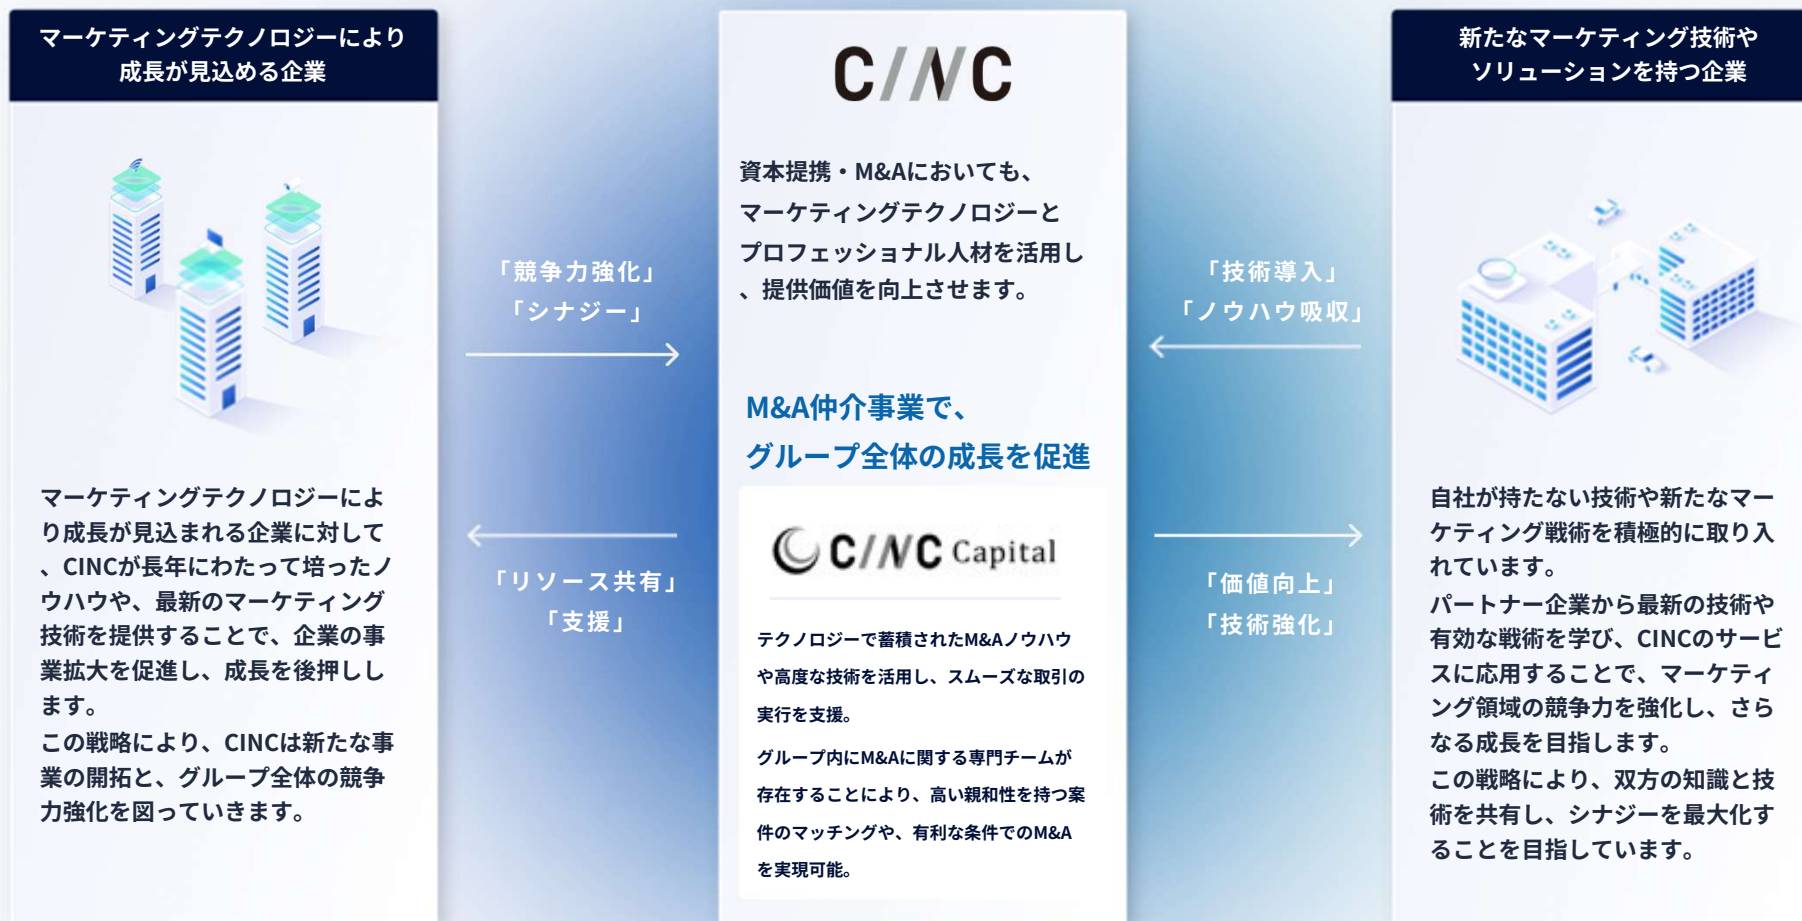 マーケティングテクノロジーにより
成長が見込める企業
マーケティングテクノロジーによ
り成長が見込まれる企業に対して
、CINCが長年にわたって培ったノ
ウハウや、最新のマーケティング
技術を提供することで、企業の事
業拡大を促進し、成長を後押しし
ます。
この戦略により、CINCは新たな事
業の開拓と、グループ全体の競争
力強化を図っていきます。
「競争力強化」
「シナジー」
「リソース共有」
「支援」
CINC
資本提携・M&Aにおいても、
マーケティングテクノロジーと
プロフェッショナル人材を活用し
、提供価値を向上させます。
M&A仲介事業で、
グループ全体の成長を促進
CINC Capital
テクノロジーで蓄積されたM&Aノウハウ
や高度な技術を活用し、スムーズな取引の
実行を支援。
グループ内にM&Aに関する専門チームが
存在することにより、高い親和性を持つ案
件のマッチングや、有利な条件でのM&A
を実現可能。
「技術導入」
「ノウハウ吸収」
「価値向上」
「技術強化」
新たなマーケティング技術や
ソリューションを持つ企業
自社が持たない技術や新たなマー
ケティング戦術を積極的に取り入
れています。
パートナー企業から最新の技術や
有効な戦術を学び、CINCのサービ
スに応用することで、マーケティ
ング領域の競争力を強化し、さら
なる成長を目指します。
この戦略により、双方の知識と技
術を共有し、シナジーを最大化す
ることを目指しています。